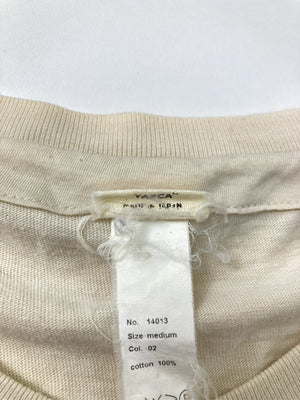 "YAECA"
MADE IN JAPAN
No. 14013
Size medium
Col. 02
cotton 100%